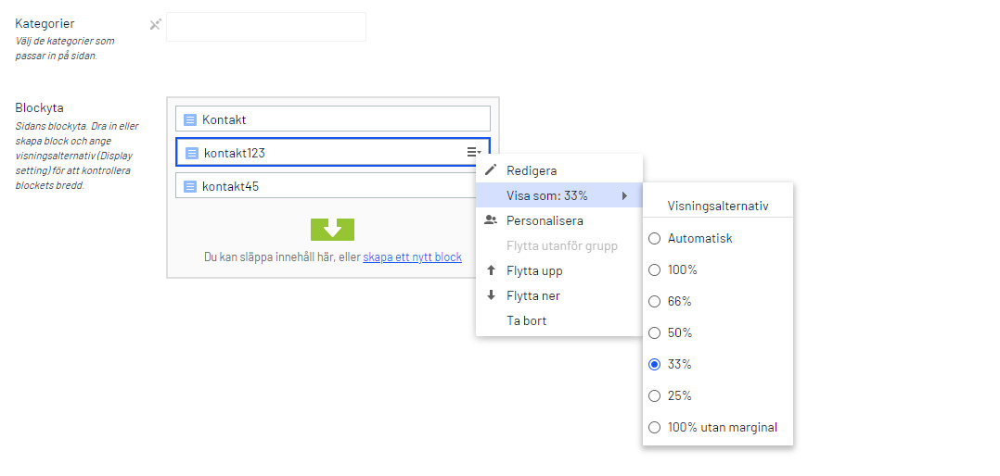 Kategorier
Välj de kategorier som
passar in på sidan.
Blockyta
Sidans blockyta. Dra in eller
skapa block och ange
visningsalternativ (Display
setting) för att kontrollera
blockets bredd.
Kontakt
kontakt123
kontakt45
Du kan släppa innehåll här, eller skapa ett nytt block
Redigera
Visa som: 33%
Personalisera
Flytta utanför grupp
Flytta upp
Flytta ner
Ta bort
Visningsalternativ
Automatisk
100%
66%
50%
33%
25%
100% utan marginal